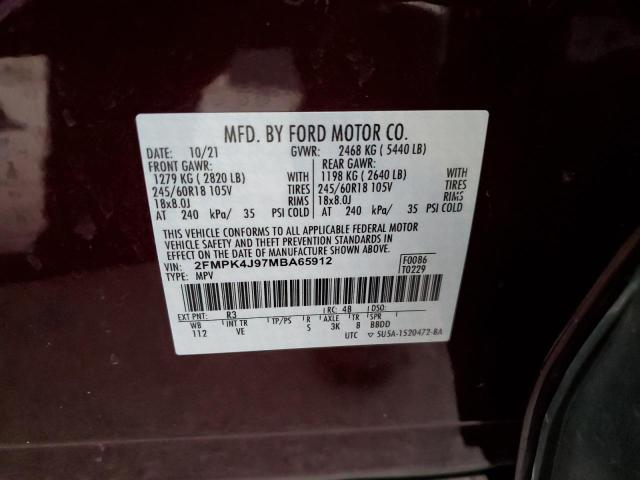 MFD. BY FORD MOTOR CO.
DATE: 10/21 GVWR: 2468 KG ( 5440 LB)
FRONT GAWR: REAR GAWR:
1279 KG ( 2820 LB) 1198 KG ( 2640 LB) WITH
245/60R18 105V TIRES 245/60R18 105V TIRES
18x8.0J RIMS 18x8.0J RIMS
AT 240 kPa/ 35 PSI COLD AT 240 kPa/ 35 PSI COLD
THIS VEHICLE CONFORMS TO ALL APPLICABLE FEDERAL MOTOR
VEHICLE SAFETY AND THEFT PREVENTION STANDARDS IN
EFFECT ON THE DATE OF MANUFACTURE SHOWN ABOVE.
VIN: 2FMPK4J97MBA65912 F0086
TYPE: MPV T0229
EXT PNT: R3 RC: 48 DSO:
WB INT TR TP/PS R AXLE TR SPR
112 VE 5 3K 8 BBDD
UTC ▽ 5U5A-1520472-BA